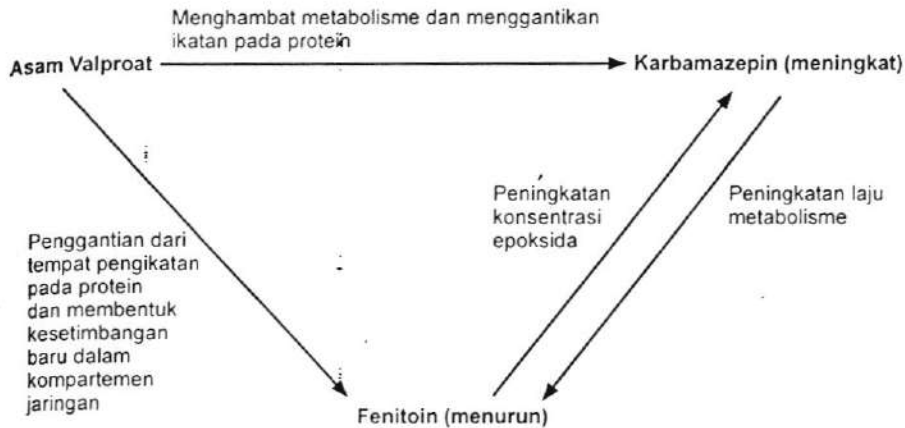 Menghambat metabolisme dan menggantikan
ikatan pada protein
Asam Valproat
Karbamazepin (meningkat)
Peningkatan
konsentrasi
epoksida
Peningkatan laju
metabolisme
Penggantian dari
tempat pengikatan
pada protein
dan membentuk
kesetimbangan
baru dalam
kompartemen
jaringan
Fenitoin (menurun)